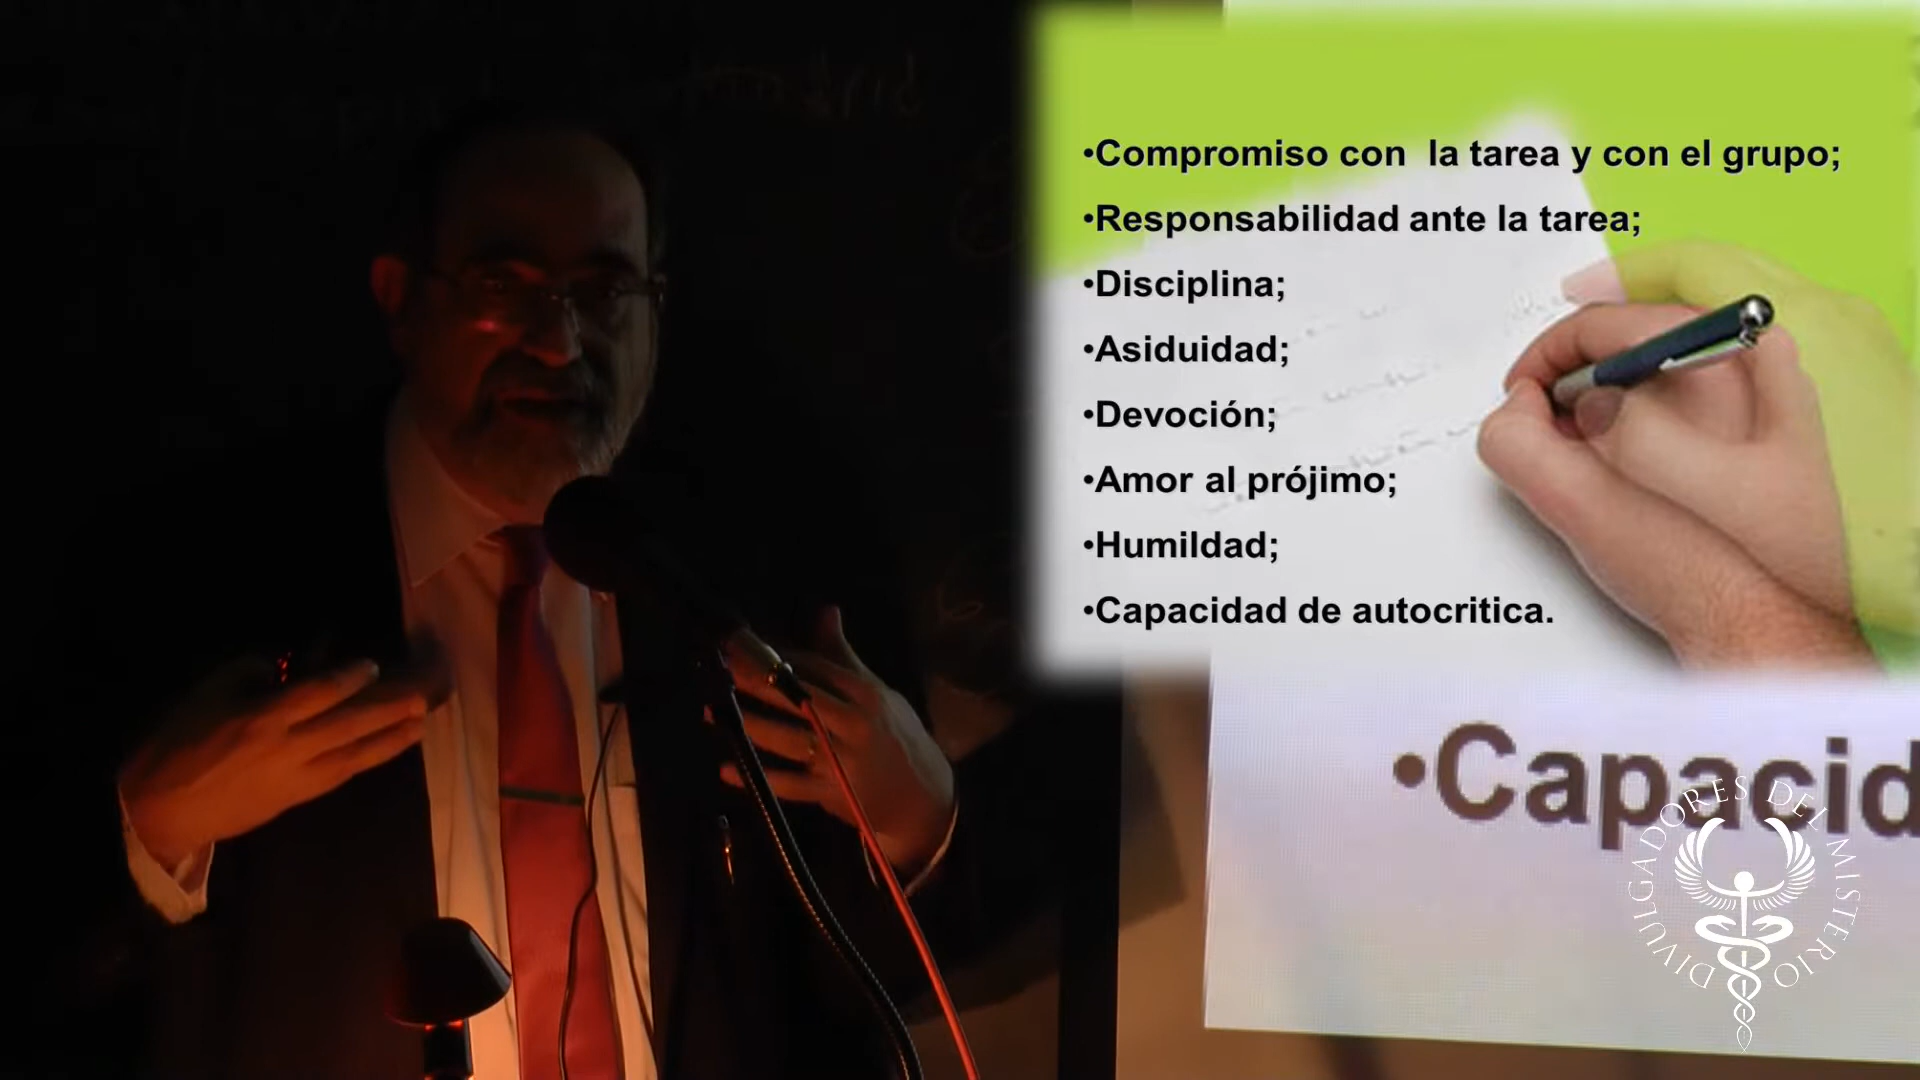 •Compromiso con  la tarea y con el grupo;
•Responsabilidad ante la tarea;
•Disciplina;
•Asiduidad;
•Devoción;
•Amor al prójimo;
•Humildad;
•Capacidad de autocritica.
•Capacid
DIVULGADORES DEL MISTERIO